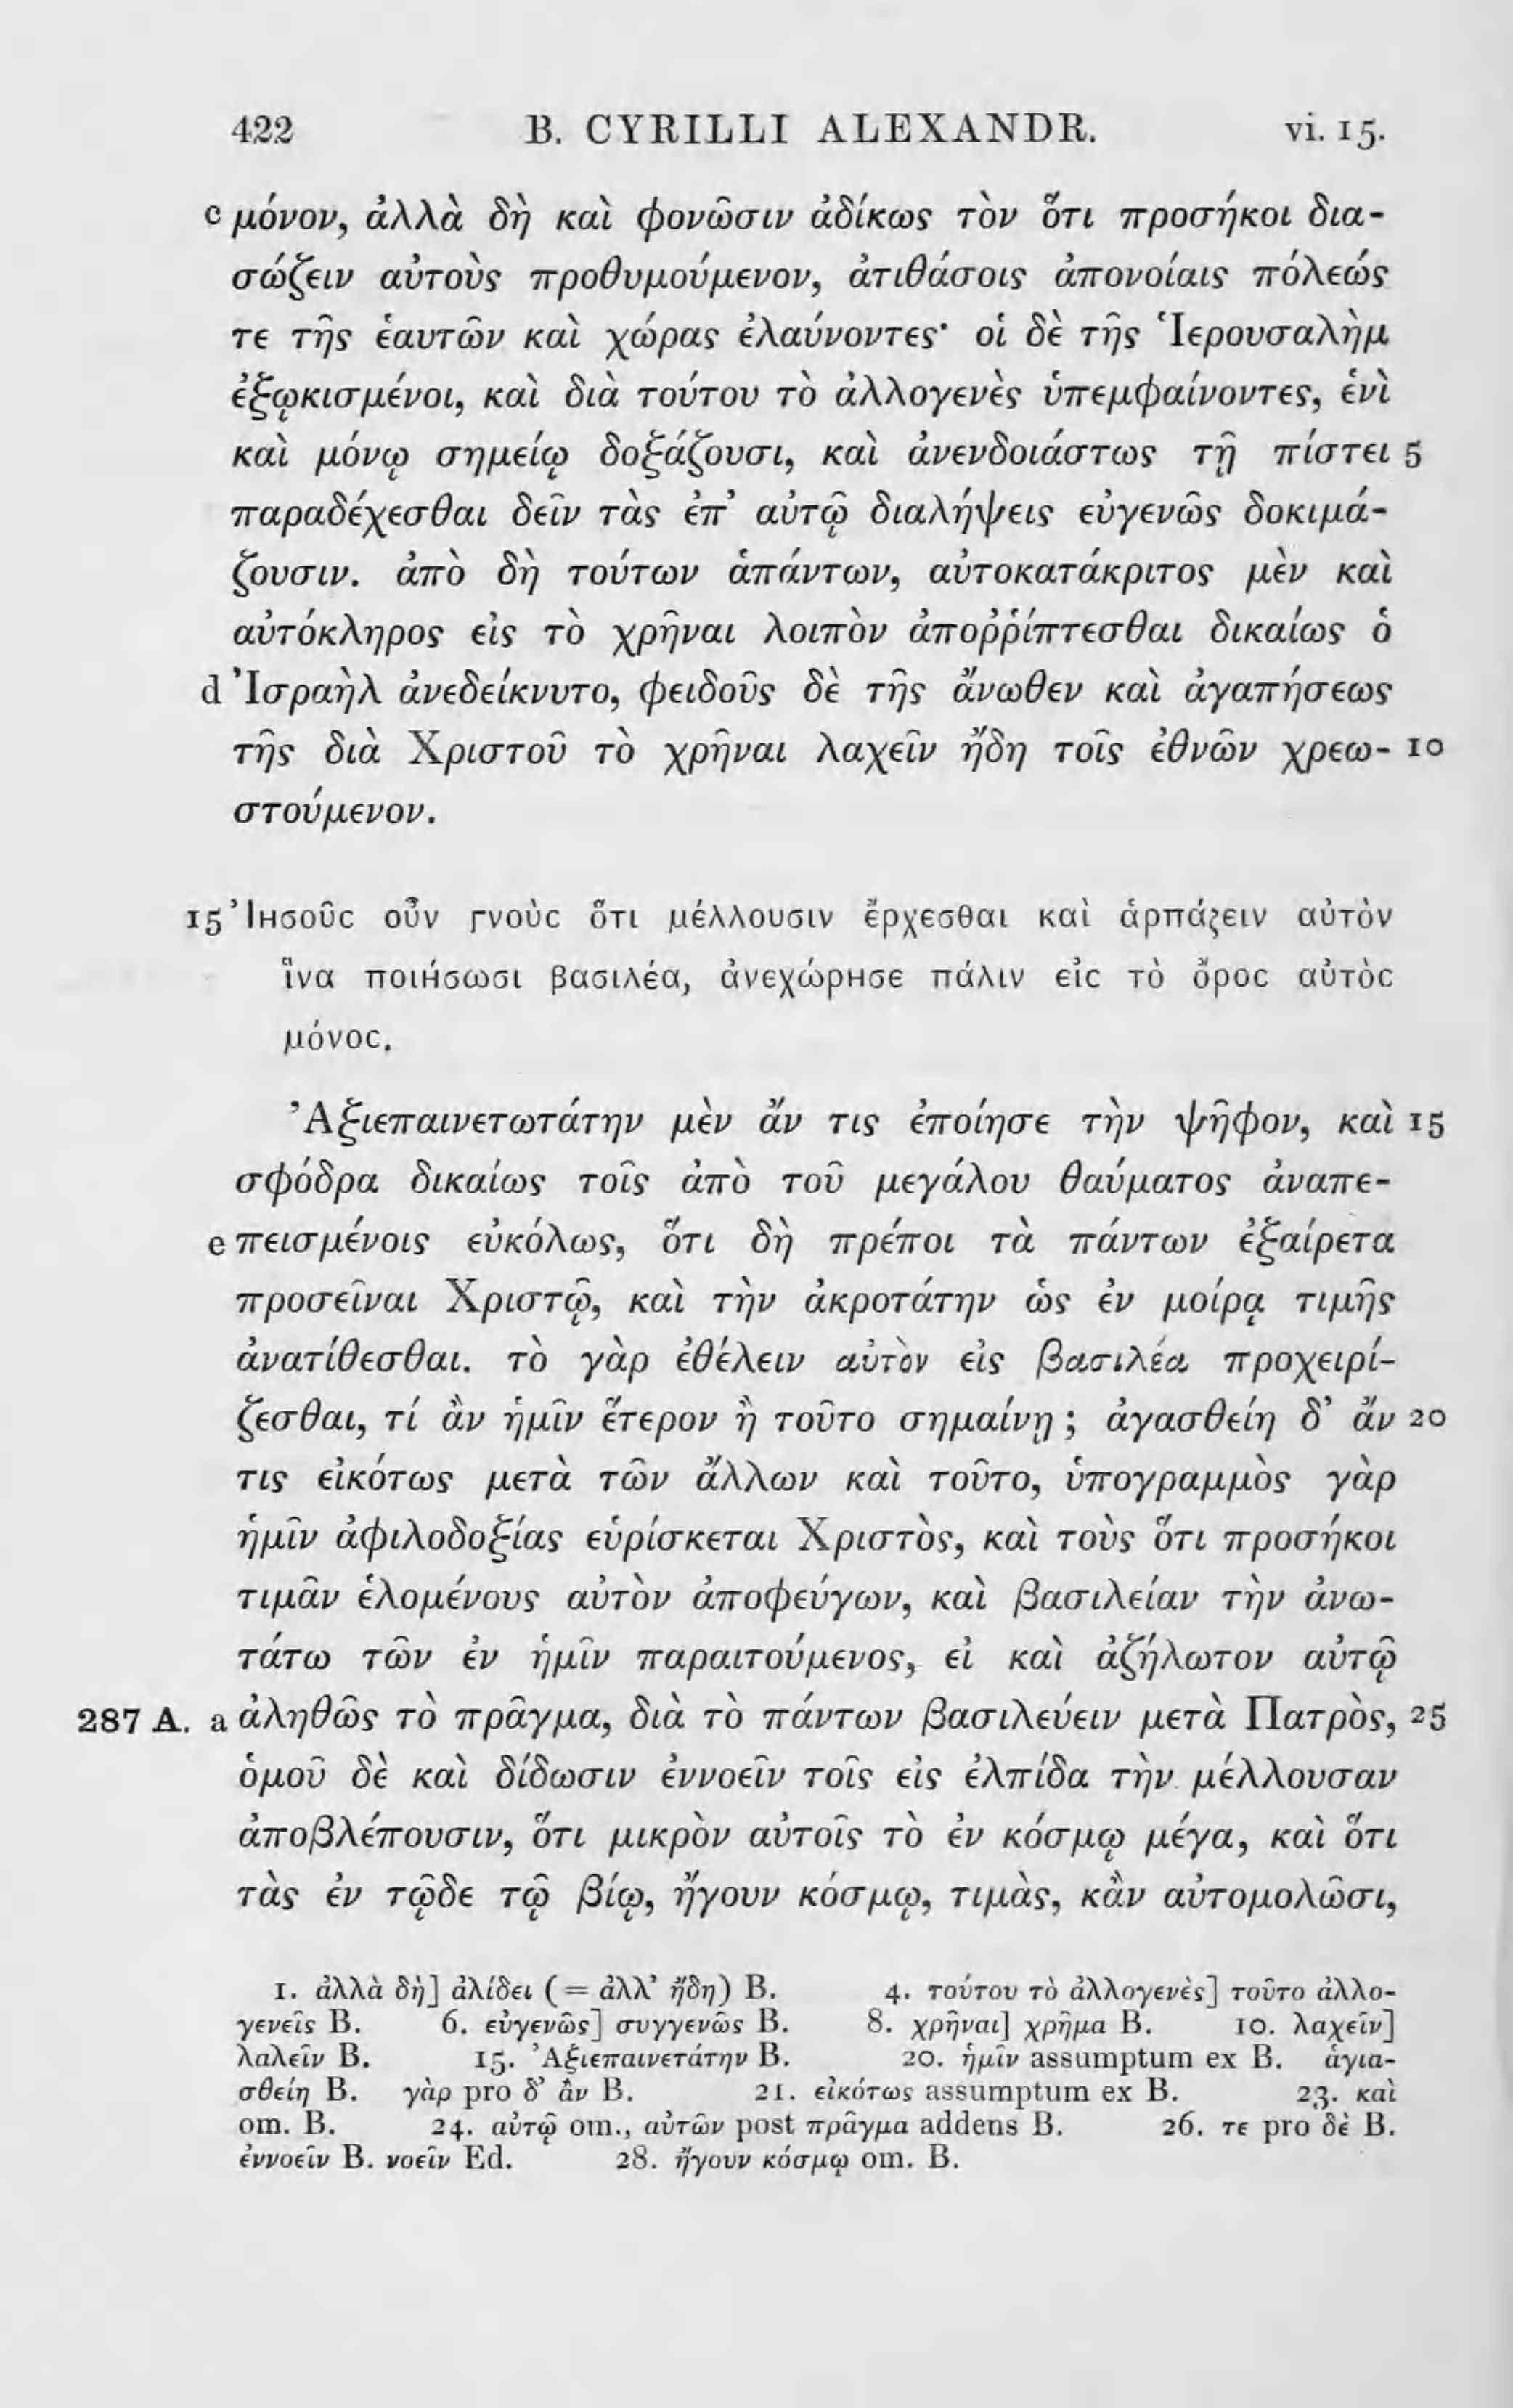 422 B. CYRILLI ALEXANDR. vi. 15.
c μόνον, ἀλλὰ δὴ καὶ φονῶσιν ἀδίκως τὸν ὅτι προσήκοι δια-
σώζειν αὐτοὺς προθυμούμενον, ἀτιθάσοις ἀπονοίαις πόλεώς
τε τῆς ἑαυτῶν καὶ χώρας ἐλαύνοντες· οἱ δὲ τῆς Ἱερουσαλὴμ
ἐξῳκισμένοι, καὶ διὰ τούτου τὸ ἀλλογενὲς ὑπεμφαίνοντες, ἑνὶ
καὶ μόνῳ σημείῳ δοξάζουσι, καὶ ἀνενδοιάστως τῇ πίστει 5
παραδέχεσθαι δεῖν τὰς ἐπ’ αὐτῷ διαλήψεις εὐγενῶς δοκιμά-
ζουσιν. ἀπὸ δὴ τούτων ἁπάντων, αὐτοκατάκριτος μὲν καὶ
αὐτόκληρος εἰς τὸ χρῆναι λοιπὸν ἀποῤῥίπτεσθαι δικαίως ὁ
d Ἰσραὴλ ἀνεδείκνυτο, φειδοῦς δὲ τῆς ἄνωθεν καὶ ἀγαπήσεως
τῆς διὰ Χριστοῦ τὸ χρῆναι λαχεῖν ἤδη τοῖς ἐθνῶν χρεω- 10
στούμενον.
15 Ἰησοῦς οὖν γνοὺς ὅτι μέλλουσιν ἔρχεσθαι καὶ ἁρπάζειν αὐτὸν
ἵνα ποιήσωσι βασιλέα, ἀνεχώρησε πάλιν εἰς τὸ ὄρος αὐτὸς
μόνος.
Ἀξιεπαινετωτάτην μὲν ἄν τις ἐποίησε τὴν ψῆφον, καὶ 15
σφόδρα δικαίως τοῖς ἀπὸ τοῦ μεγάλου θαύματος ἀναπε-
e πεισμένοις εὐκόλως, ὅτι δὴ πρέποι τὰ πάντων ἐξαίρετα
προσεῖναι Χριστῷ, καὶ τὴν ἀκροτάτην ὡς ἐν μοίρᾳ τιμῆς
ἀνατίθεσθαι. τὸ γὰρ ἐθέλειν αὐτὸν εἰς βασιλέα προχειρί-
ζεσθαι, τί ἂν ἡμῖν ἕτερον ἢ τοῦτο σημαίνῃ; ἀγασθείη δ’ ἄν 20
τις εἰκότως μετὰ τῶν ἄλλων καὶ τοῦτο, ὑπογραμμὸς γὰρ
ἡμῖν ἀφιλοδοξίας εὑρίσκεται Χριστὸς, καὶ τοὺς ὅτι προσήκοι
τιμᾶν ἑλομένους αὐτὸν ἀποφεύγων, καὶ βασιλείαν τὴν ἀνω-
τάτω τῶν ἐν ἡμῖν παραιτούμενος, εἰ καὶ ἀζήλωτον αὐτῷ
287 A. a ἀληθῶς τὸ πρᾶγμα, διὰ τὸ πάντων βασιλεύειν μετὰ Πατρὸς, 25
ὁμοῦ δὲ καὶ δίδωσιν ἐννοεῖν τοῖς εἰς ἐλπίδα τὴν μέλλουσαν
ἀποβλέπουσιν, ὅτι μικρὸν αὐτοῖς τὸ ἐν κόσμῳ μέγα, καὶ ὅτι
τὰς ἐν τῷδε τῷ βίῳ, ἤγουν κόσμῳ, τιμὰς, κἂν αὐτομολῶσι,
1. ἀλλὰ δὴ] ἀλίδει (= ἀλλ’ ἤδη) B. 4. τούτου τὸ ἀλλογενὲς] τοῦτο ἀλλο-
γενεῖς B. 6. εὐγενῶς] συγγενῶς B. 8. χρῆναι] χρῆμα B. 10. λαχεῖν]
λαλεῖν B. 15. Ἀξιεπαινετάτην B. 20. ἡμῖν assumptum ex B. ἁγια-
σθείη B. γὰρ pro δ’ ἂν B. 21. εἰκότως assumptum ex B. 23. καὶ
om. B. 24. αὐτῷ om., αὐτῶν post πρᾶγμα addens B. 26. τε pro δὲ B.
ἐννοεῖν B. νοεῖν Ed. 28. ἤγουν κόσμῳ om. B.